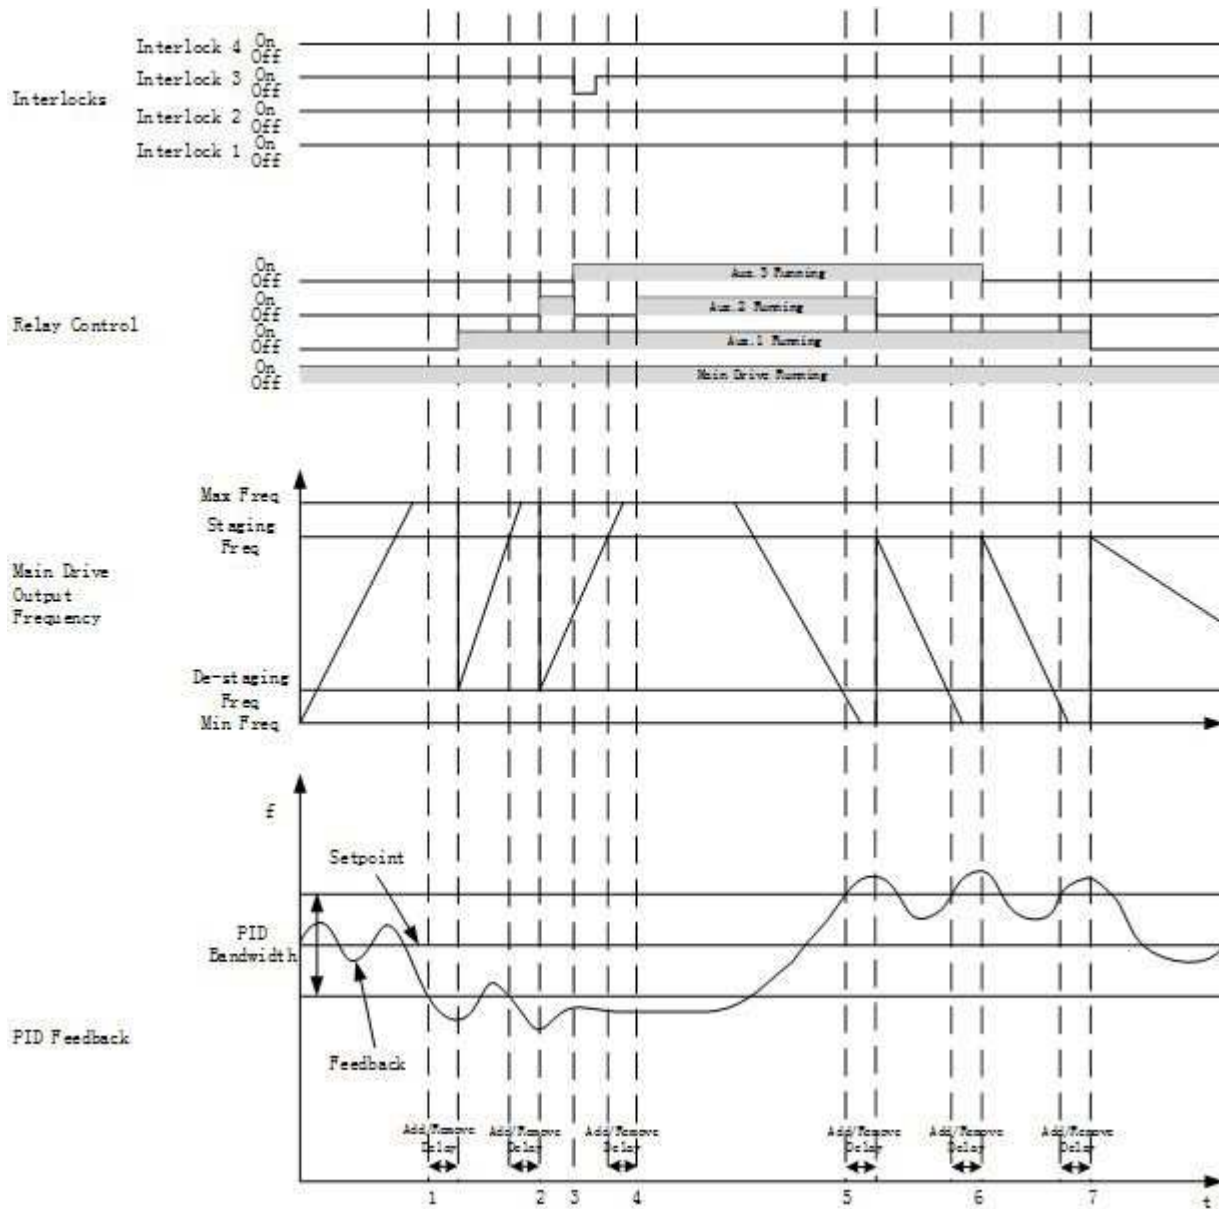 Interlocks
Interlock 4 On
Off
Interlock 3 On
Off
Interlock 2 On
Off
Interlock 1 On
Off
Relay Control
On
Off
Aux.3 Running
On
Off
Aux.2 Running
On
Off
Aux.1 Running
On
Off
Main Drive Running
Main Drive
Output
Frequency
Max Freq
Staging
Freq
De-staging
Freq
Min Freq
f
Setpoint
PID
Bandwidth
PID Feedback
Feedback
Add/Remove
Delay
Add/Remove
Delay
Add/Remove
Delay
Add/Remove
Delay
Add/Remove
Delay
Add/Remove
Delay
1 2 3 4 5 6 7 t